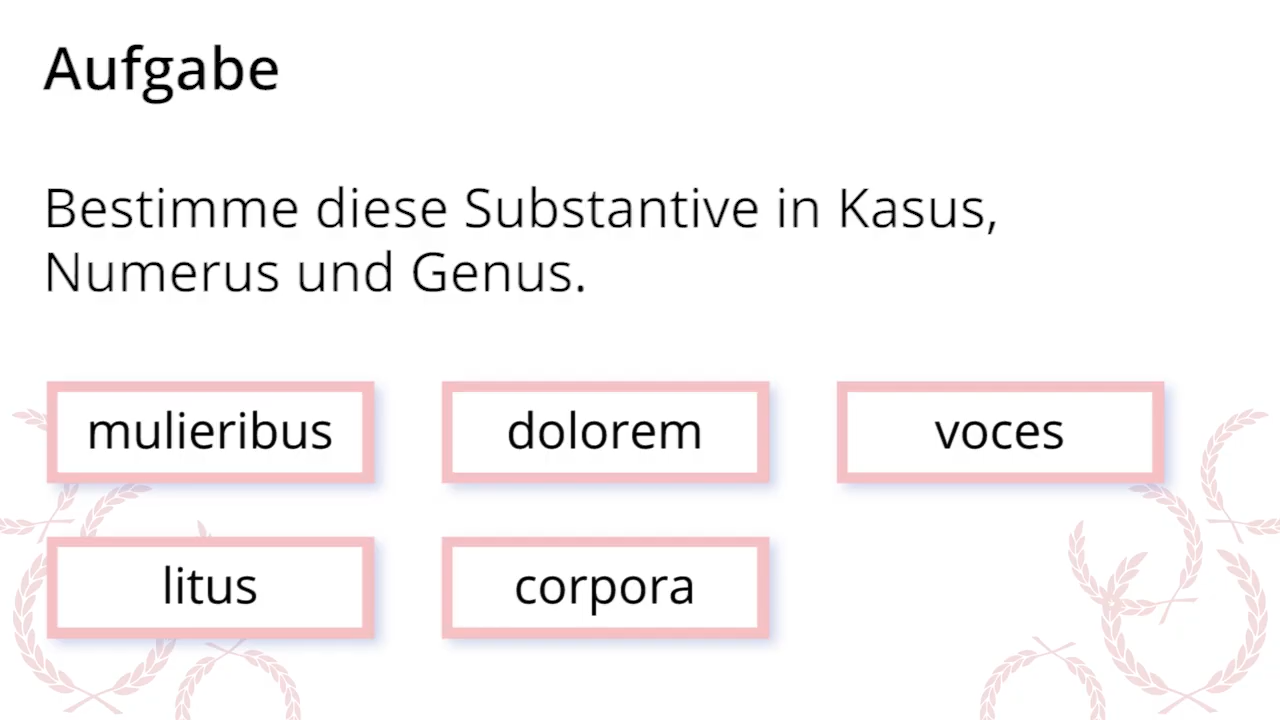 Aufgabe
Bestimme diese Substantive in Kasus,
Numerus und Genus.
mulieribus
dolorem
voces
litus
corpora